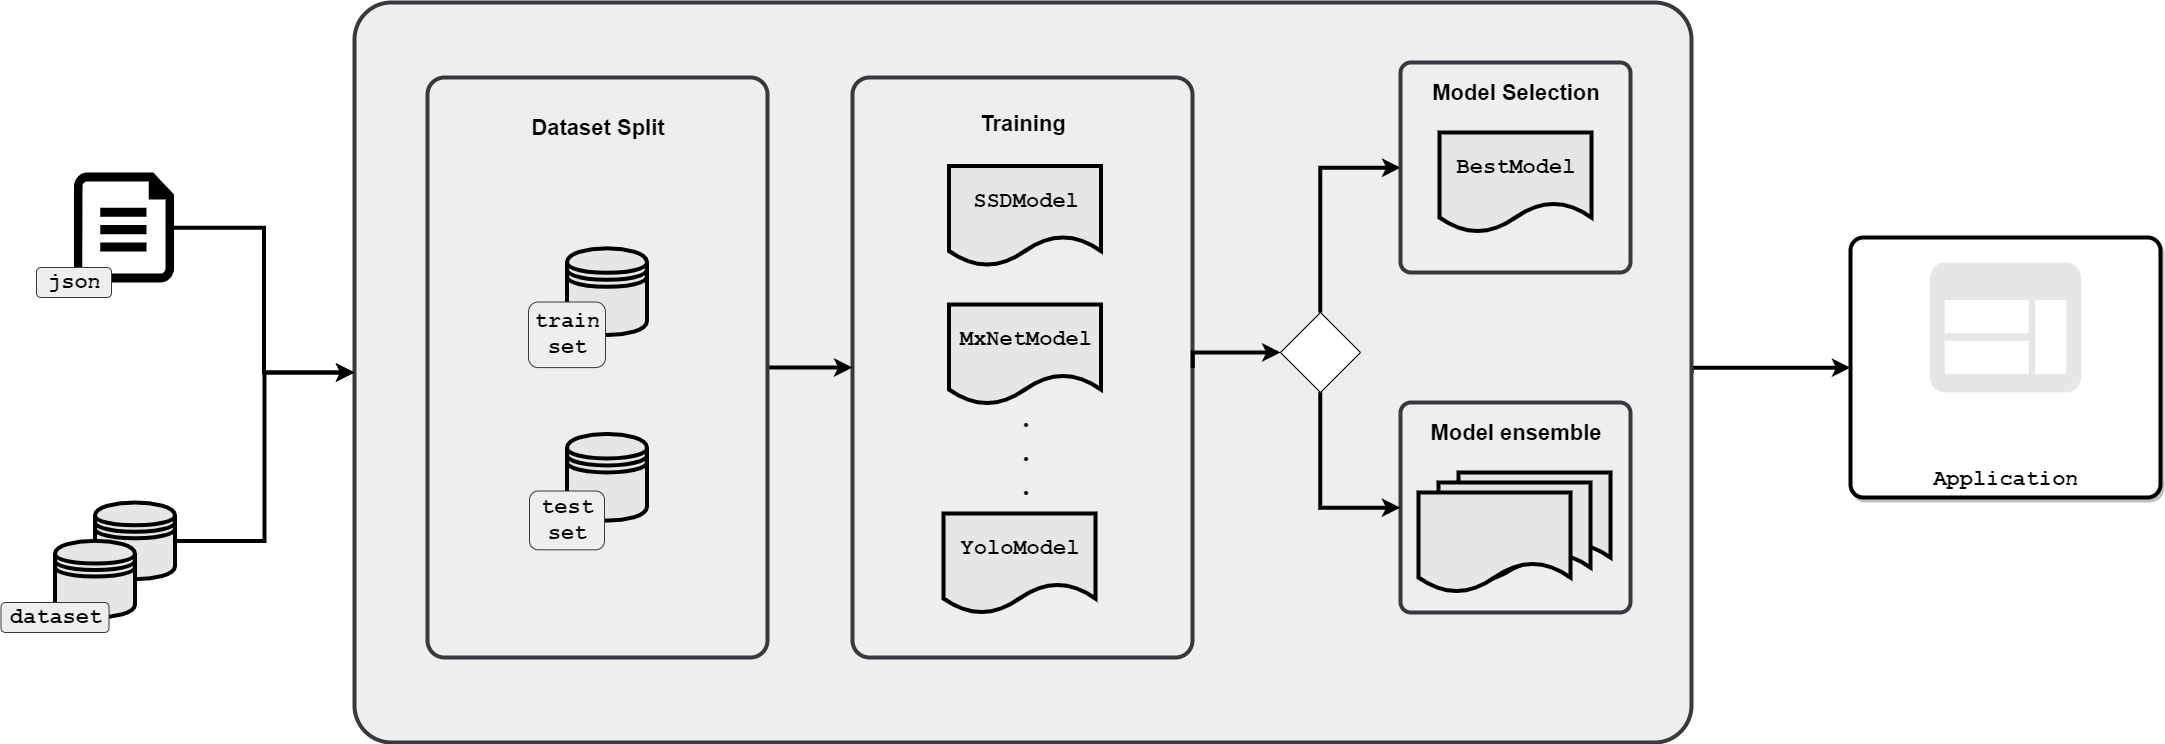 json
dataset
Dataset Split
train
set
test
set
Training
SSDModel
MxNetModel
.
.
.
YoloModel
Model Selection
BestModel
Model ensemble
Application